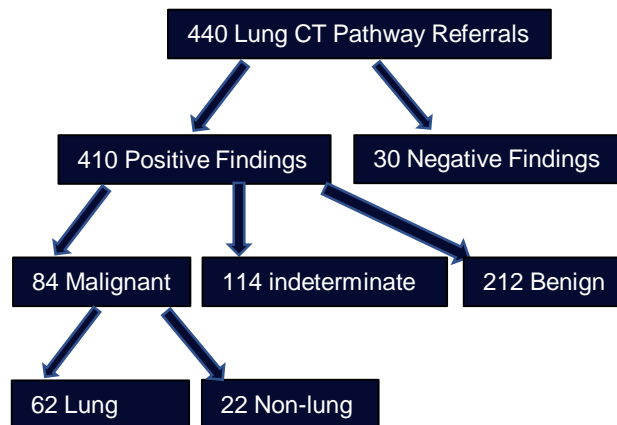 440 Lung CT Pathway Referrals
410 Positive Findings
30 Negative Findings
84 Malignant
114 indeterminate
212 Benign
62 Lung
22 Non-lung